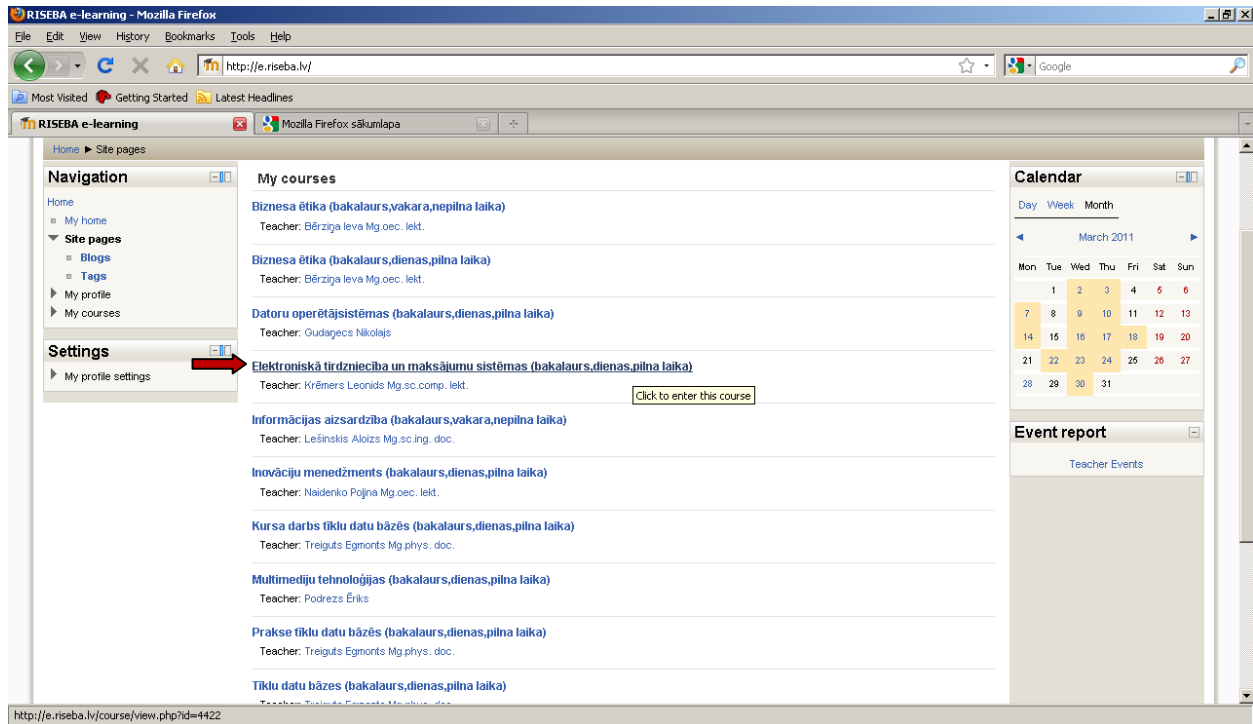 RISEBA e-learning - Mozilla Firefox
File Edit View History Bookmarks Tools Help
http://e.riseba.lv/
Google
Most Visited Getting Started Latest Headlines
RISEBA e-learning
Mozilla Firefox sākumlapa
Home ► Site pages
Navigation
Home
My home
Site pages
Blogs
Tags
My profile
My courses
Settings
My profile settings
My courses
Biznesa ētika (bakalaurs,vakara,nepilna laika)
Teacher: Bērziņa Ieva Mg.oec. lekt.
Biznesa ētika (bakalaurs,dienas,pilna laika)
Teacher: Bērziņa Ieva Mg.oec. lekt.
Datoru operētājsistēmas (bakalaurs,dienas,pilna laika)
Teacher: Gudaņecs Nikolajs
Elektroniskā tirdzniecība un maksājumu sistēmas (bakalaurs,dienas,pilna laika)
Teacher: Krēmers Leonids Mg.sc.comp. lekt.
Click to enter this course
Informācijas aizsardzība (bakalaurs,vakara,nepilna laika)
Teacher: Lešinskis Aloizs Mg.sc.ing. doc.
Inovāciju menedžments (bakalaurs,dienas,pilna laika)
Teacher: Naidenko Poļina Mg.oec. lekt.
Kursa darbs tīklu datu bāzēs (bakalaurs,dienas,pilna laika)
Teacher: Treiguts Egmonts Mg.phys. doc.
Multimediju tehnoloģijas (bakalaurs,dienas,pilna laika)
Teacher: Podrezs Ēriks
Prakse tīklu datu bāzēs (bakalaurs,dienas,pilna laika)
Teacher: Treiguts Egmonts Mg.phys. doc.
Tīklu datu bāzes (bakalaurs,dienas,pilna laika)
Calendar
Day Week Month
◄ March 2011 ►
Mon Tue Wed Thu Fri Sat Sun
1 2 3 4 5 6
7 8 9 10 11 12 13
14 15 16 17 18 19 20
21 22 23 24 25 26 27
28 29 30 31
Event report
Teacher Events
http://e.riseba.lv/course/view.php?id=4422